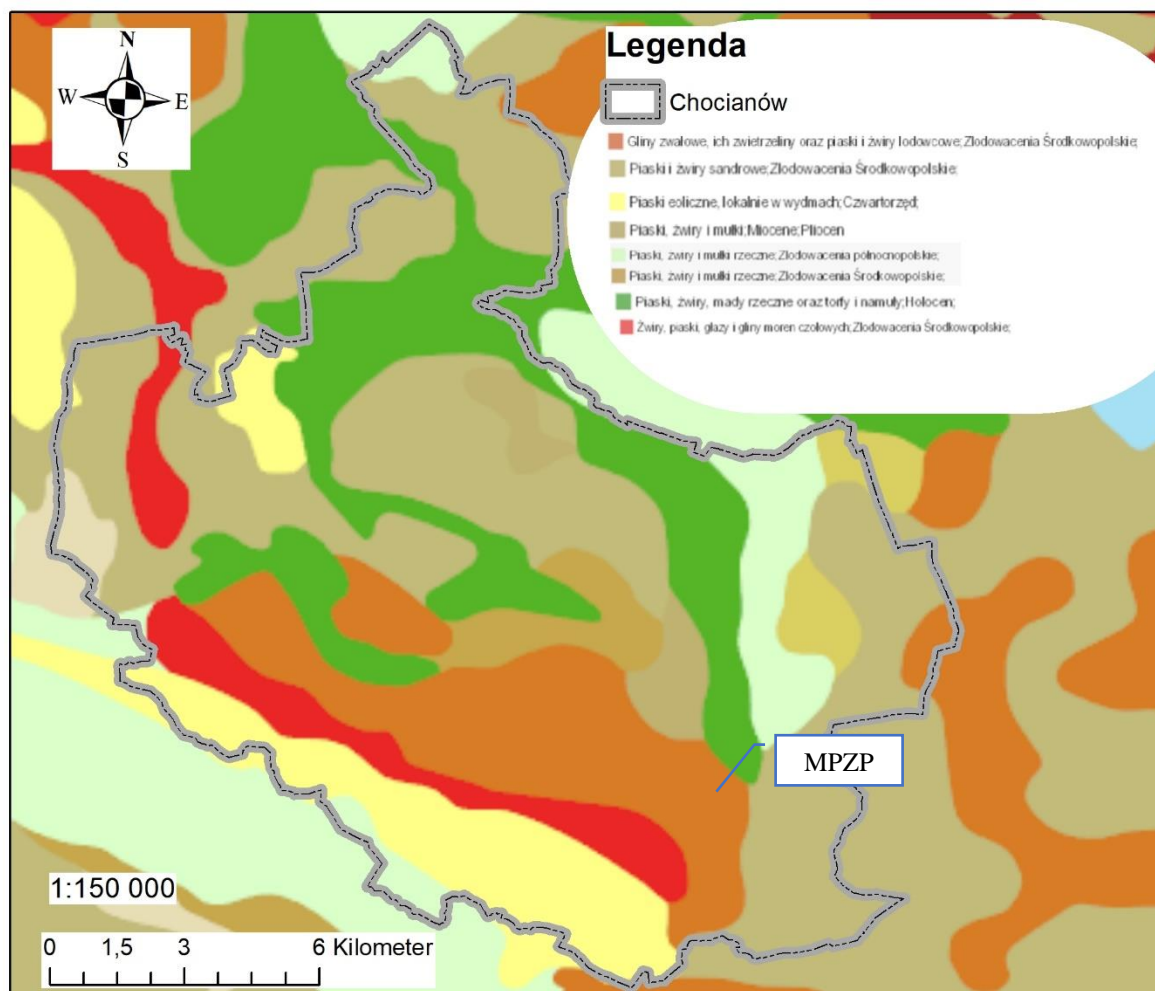 N
W E
S
Legenda
Chocianów
Gliny zwałowe, ich zwietrzeliny oraz piaski i żwiry lodowcowe;Zlodowacenia Środkowopolskie;
Piaski i żwiry sandrowe;Zlodowacenia Środkowopolskie;
Piaski eoliczne, lokalnie w wydmach;Czwartorzęd;
Piaski, żwiry i mułki;Miocene;Pliocen
Piaski, żwiry i mułki rzeczne;Zlodowacenia północnopolskie;
Piaski, żwiry i mułki rzeczne;Zlodowacenia Środkowopolskie;
Piaski, żwiry, mady rzeczne oraz torfy i namuły;Holocen;
Żwiry, piaski, głazy i gliny moren czołowych;Zlodowacenia Środkowopolskie;
MPZP
1:150 000
0 1,5 3 6 Kilometer